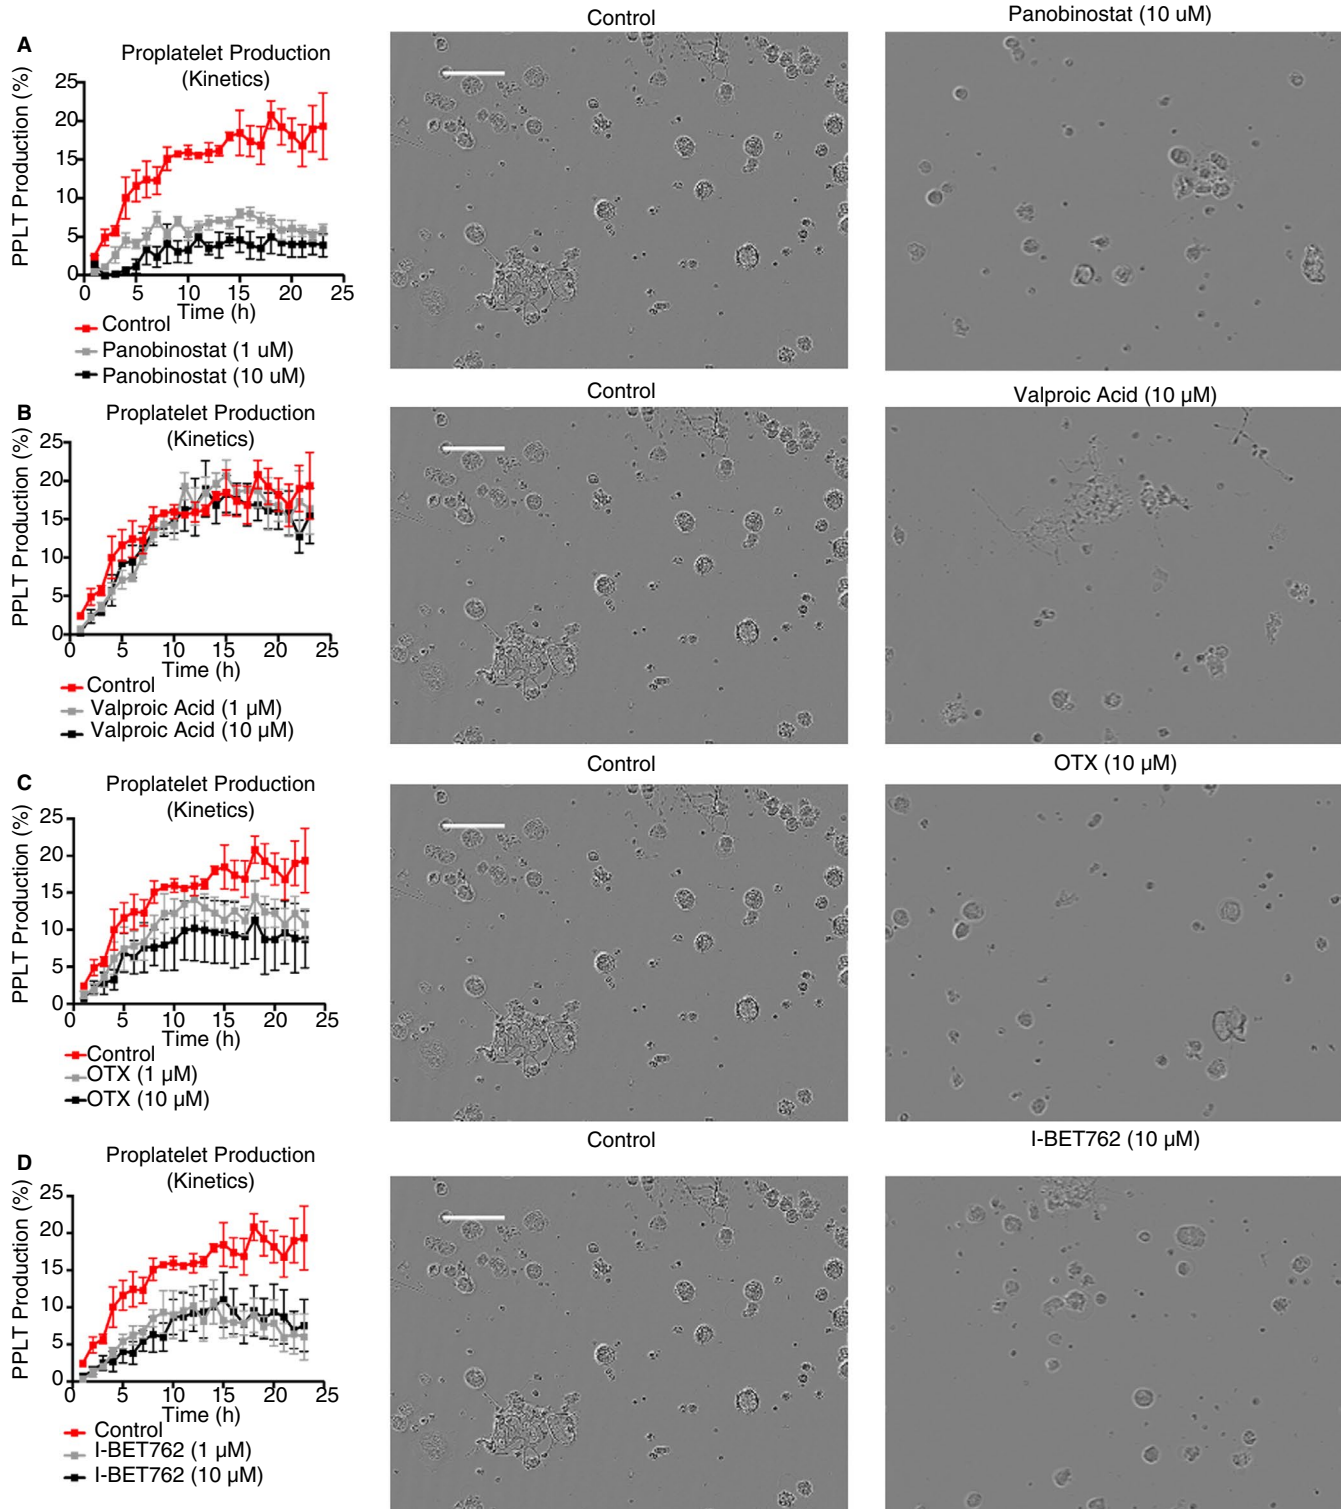 A
Proplatelet Production
(Kinetics)
PPLT Production (%)
25
20
15
10
5
0
0 5 10 15 20 25
Time (h)
Control
Panobinostat (1 uM)
Panobinostat (10 uM)
Control
Panobinostat (10 uM)
B
Proplatelet Production
(Kinetics)
PPLT Production (%)
25
20
15
10
5
0
0 5 10 15 20 25
Time (h)
Control
Valproic Acid (1 µM)
Valproic Acid (10 µM)
Control
Valproic Acid (10 µM)
C
Proplatelet Production
(Kinetics)
PPLT Production (%)
25
20
15
10
5
0
0 5 10 15 20 25
Time (h)
Control
OTX (1 µM)
OTX (10 µM)
Control
OTX (10 µM)
D
Proplatelet Production
(Kinetics)
PPLT Production (%)
25
20
15
10
5
0
0 5 10 15 20 25
Time (h)
Control
I-BET762 (1 µM)
I-BET762 (10 µM)
Control
I-BET762 (10 µM)